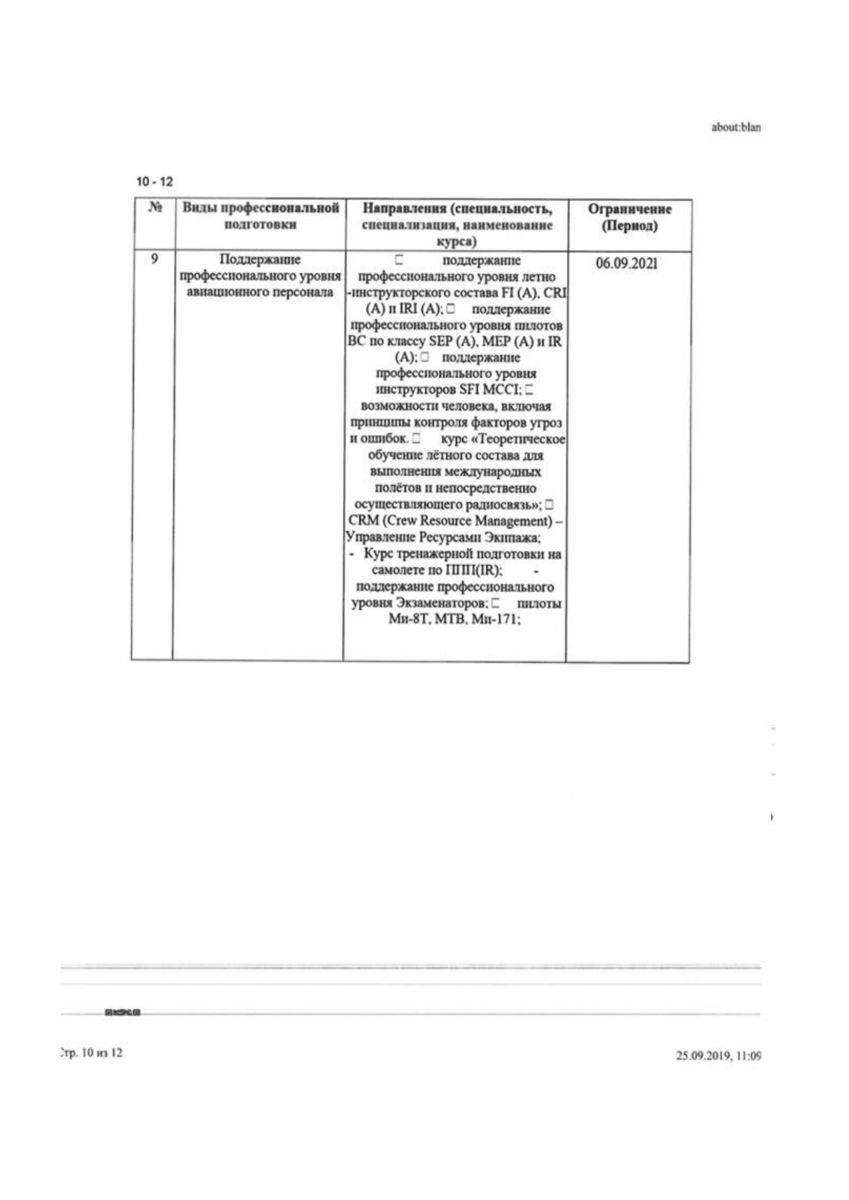 about:blan
10 - 12
№
Виды профессиональной
подготовки
Направления (специальность,
специализация, наименование
курса)
Ограничение
(Период)
9
Поддержание
профессионального уровня
авиационного персонала
□ поддержание
профессионального уровня летно
-инструкторского состава FI (A), CRI
(A) и IRI (A); □ поддержание
профессионального уровня пилотов
ВС по классу SEP (A), MEP (A) и IR
(A); □ поддержание
профессионального уровня
инструкторов SFI MCCI; □
возможности человека, включая
принципы контроля факторов угроз
и ошибок. □ курс «Теоретическое
обучение лётного состава для
выполнения международных
полётов и непосредственно
осуществляющего радиосвязь»; □
CRM (Crew Resource Management) –
Управление Ресурсами Экипажа;
- Курс тренажерной подготовки на
самолете по ППП(IR); -
поддержание профессионального
уровня Экзаменаторов; □ пилоты
Ми-8Т, МТВ, Ми-171;
06.09.2021
Стр. 10 из 12
25.09.2019, 11:09